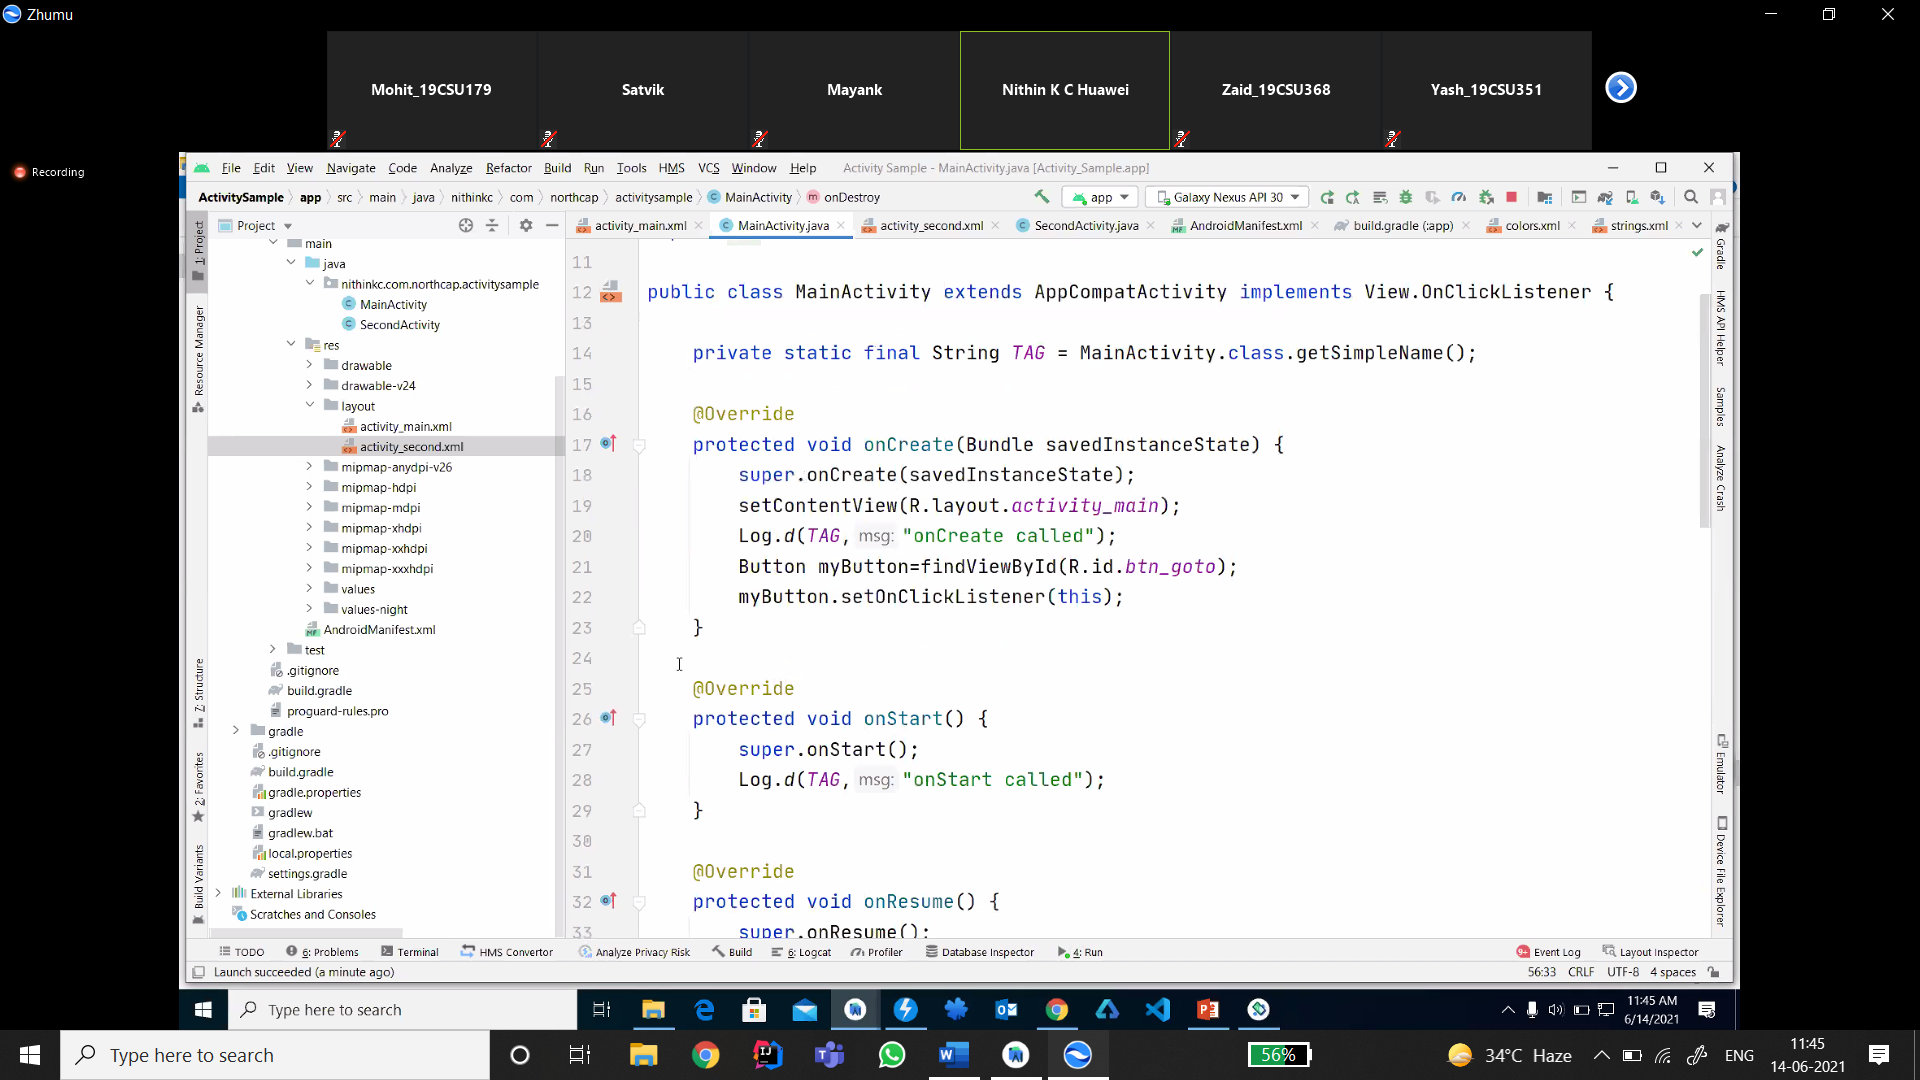 Zhumu
Mohit_19CSU179
Satvik
Mayank
Nithin K C Huawei
Zaid_19CSU368
Yash_19CSU351
Recording
File Edit View Navigate Code Analyze Refactor Build Run Tools HMS VCS Window Help Activity Sample - MainActivity.java [Activity_Sample.app]
ActivitySample app src main java nithinkc com northcap activitysample MainActivity onDestroy app Galaxy Nexus API 30
Project activity_main.xml MainActivity.java activity_second.xml SecondActivity.java AndroidManifest.xml build.gradle (app) colors.xml strings.xml
1: Project
Resource Manager
7: Structure
2: Favorites
Build Variants
main
java
nithinkc.com.northcap.activitysample
MainActivity
SecondActivity
res
drawable
drawable-v24
layout
activity_main.xml
activity_second.xml
mipmap-anydpi-v26
mipmap-hdpi
mipmap-mdpi
mipmap-xhdpi
mipmap-xxhdpi
mipmap-xxxhdpi
values
values-night
AndroidManifest.xml
test
.gitignore
build.gradle
proguard-rules.pro
gradle
.gitignore
build.gradle
gradle.properties
gradlew
gradlew.bat
local.properties
settings.gradle
External Libraries
Scratches and Consoles
11
12 public class MainActivity extends AppCompatActivity implements View.OnClickListener {
13
14 private static final String TAG = MainActivity.class.getSimpleName();
15
16 @Override
17 protected void onCreate(Bundle savedInstanceState) {
18 super.onCreate(savedInstanceState);
19 setContentView(R.layout.activity_main);
20 Log.d(TAG, msg: "onCreate called");
21 Button myButton=findViewById(R.id.btn_goto);
22 myButton.setOnClickListener(this);
23 }
24
25 @Override
26 protected void onStart() {
27 super.onStart();
28 Log.d(TAG, msg: "onStart called");
29 }
30
31 @Override
32 protected void onResume() {
33 super.onResume();
Gradle
HMS API Helper
Samples
Analyze Crash
Emulator
Device File Explorer
TODO 6: Problems Terminal HMS Convertor Analyze Privacy Risk Build 6: Logcat Profiler Database Inspector 4: Run Event Log Layout Inspector
Launch succeeded (a minute ago) 56:33 CRLF UTF-8 4 spaces
Type here to search
11:45 AM
6/14/2021
Type here to search
56%
34°C Haze
ENG
11:45
14-06-2021